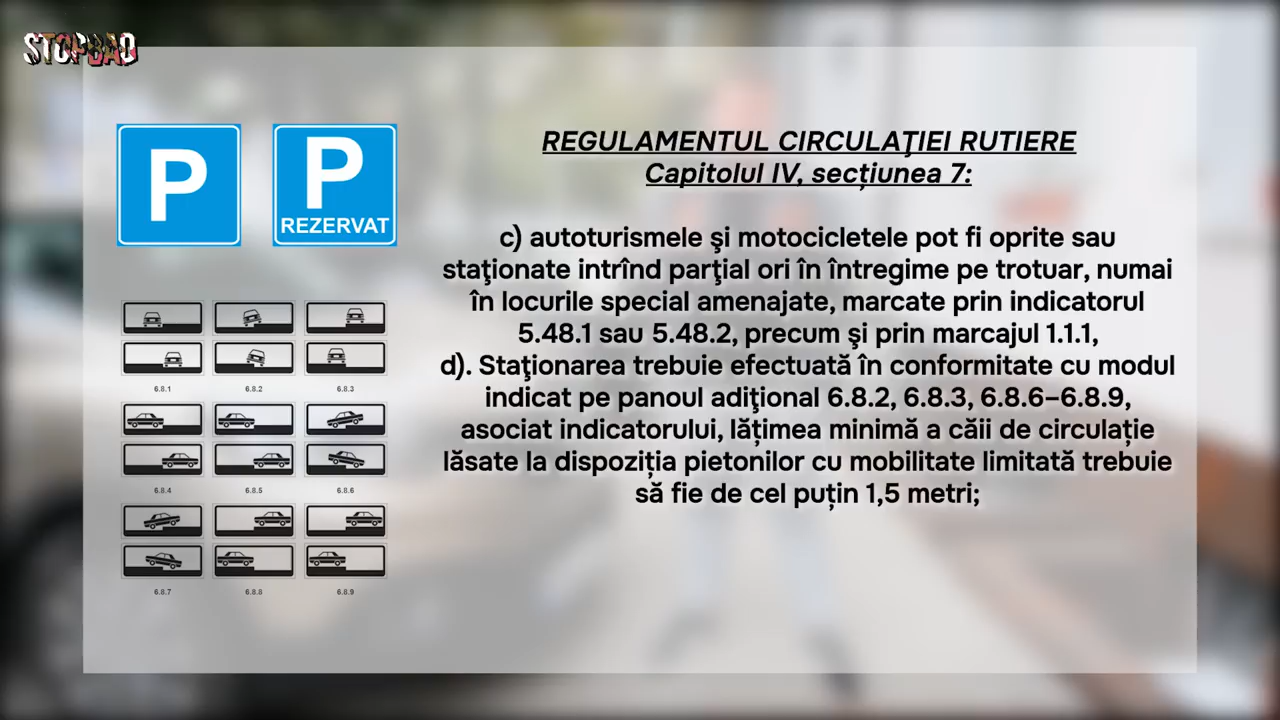 STOPBAD
P
P
REZERVAT
REGULAMENTUL CIRCULAŢIEI RUTIERE
Capitolul IV, secțiunea 7:
c) autoturismele şi motocicletele pot fi oprite sau
staţionate intrînd parţial ori în întregime pe trotuar, numai
în locurile special amenajate, marcate prin indicatorul
5.48.1 sau 5.48.2, precum şi prin marcajul 1.1.1,
d). Staţionarea trebuie efectuată în conformitate cu modul
indicat pe panoul adiţional 6.8.2, 6.8.3, 6.8.6–6.8.9,
asociat indicatorului, lățimea minimă a căii de circulație
lăsate la dispoziția pietonilor cu mobilitate limitată trebuie
să fie de cel puțin 1,5 metri;
6.8.1 6.8.2 6.8.3
6.8.4 6.8.5 6.8.6
6.8.7 6.8.8 6.8.9